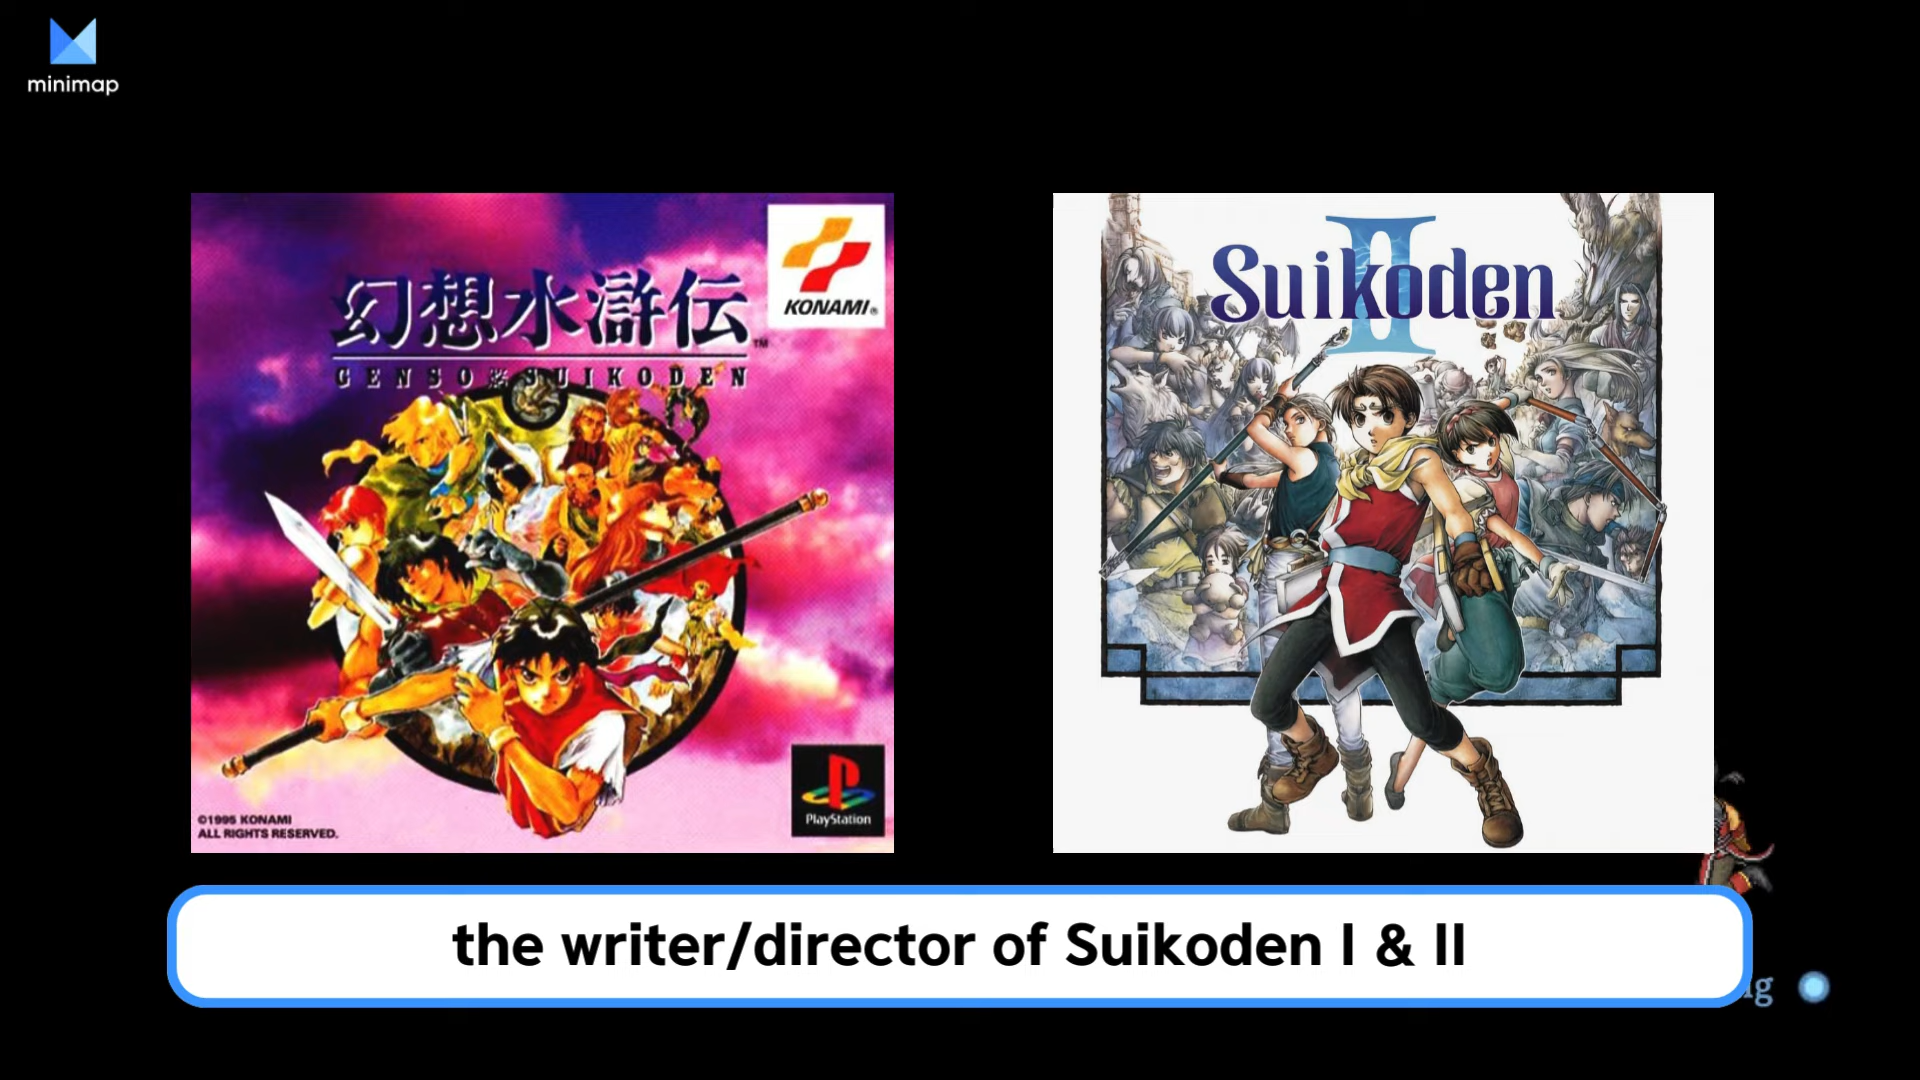 minimap
KONAMI®
幻想水滸伝
TM
GENSO SUIKODEN
©1995 KONAMI
ALL RIGHTS RESERVED.
PlayStation
Suikoden
II
the writer/director of Suikoden I & II